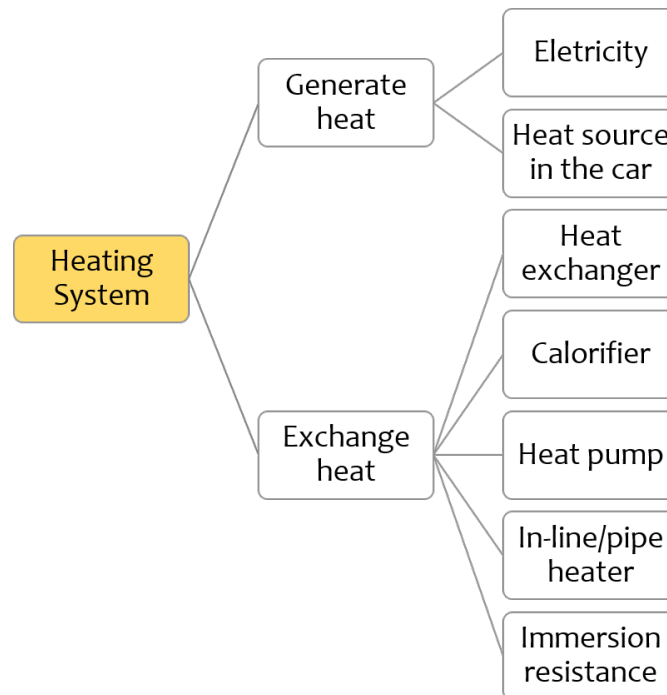 Heating
System
Generate
heat
Eletricity
Heat source
in the car
Exchange
heat
Heat
exchanger
Calorifier
Heat pump
In-line/pipe
heater
Immersion
resistance